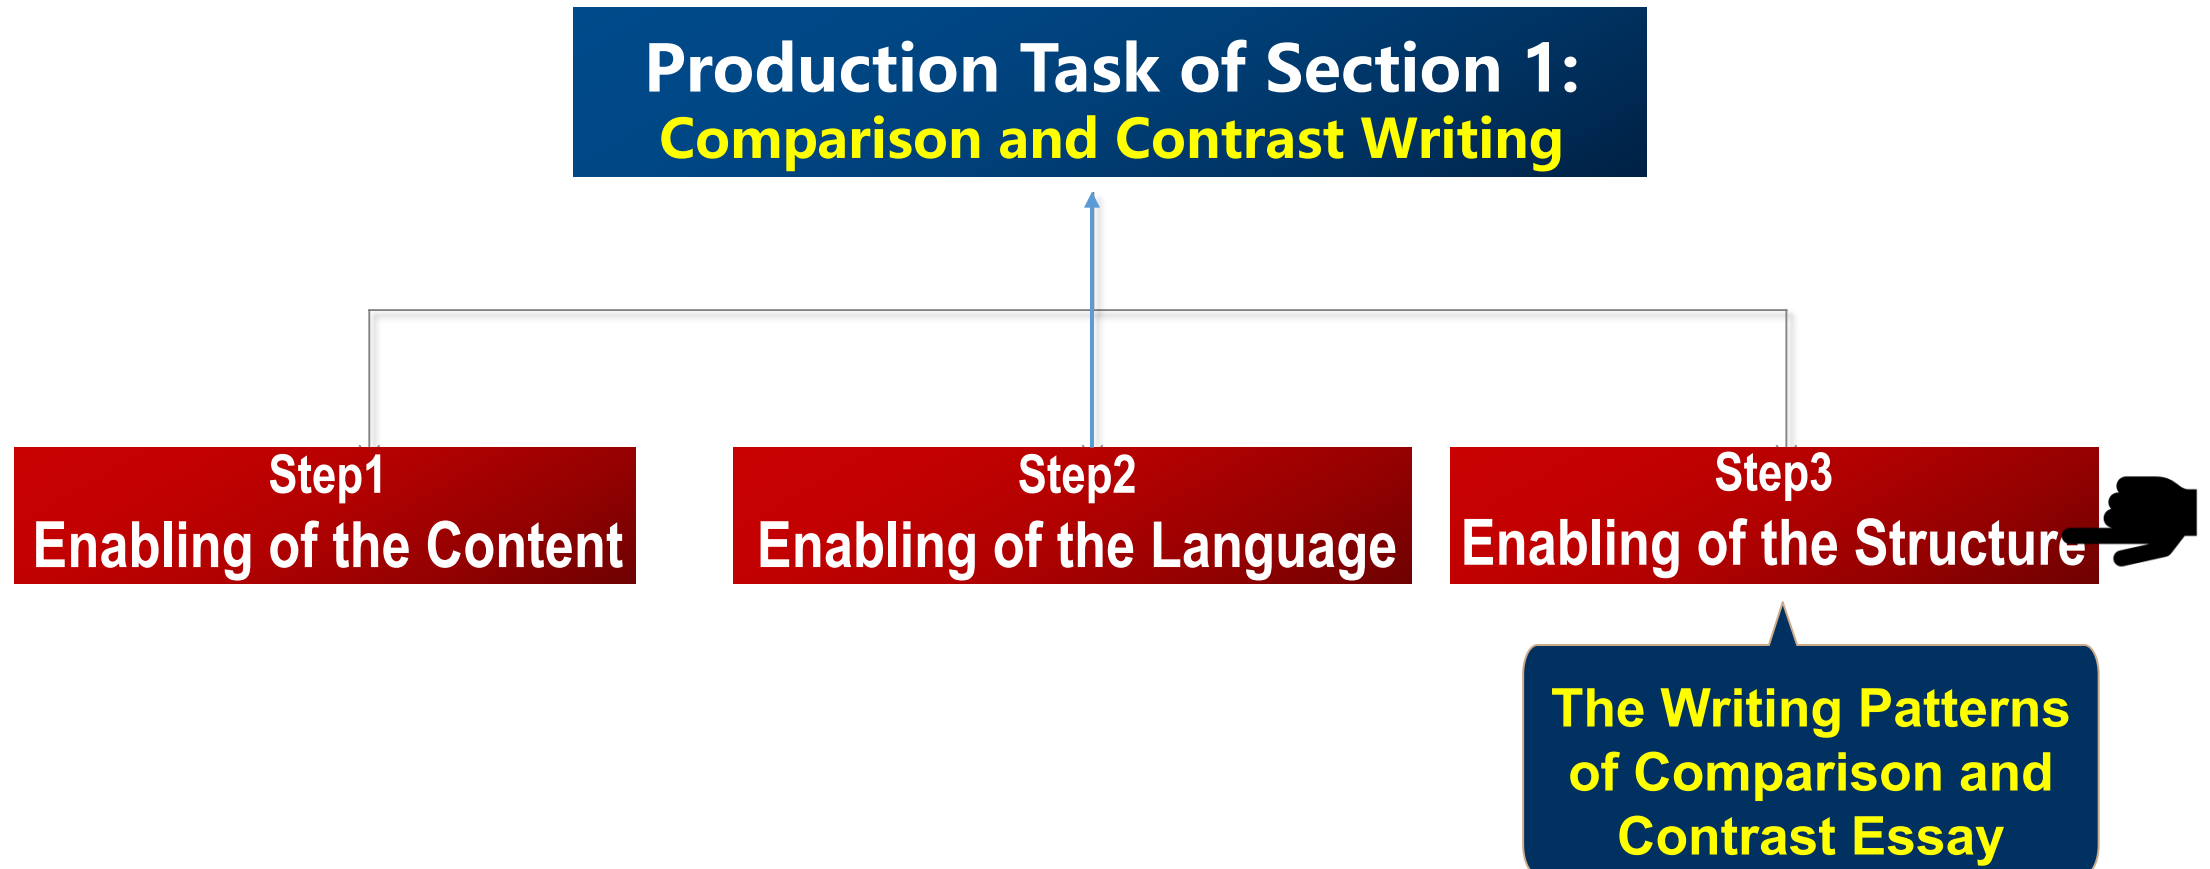 Production Task of Section 1:
Comparison and Contrast Writing
Step1
Enabling of the Content
Step2
Enabling of the Language
Step3
Enabling of the Structure
The Writing Patterns
of Comparison and
Contrast Essay